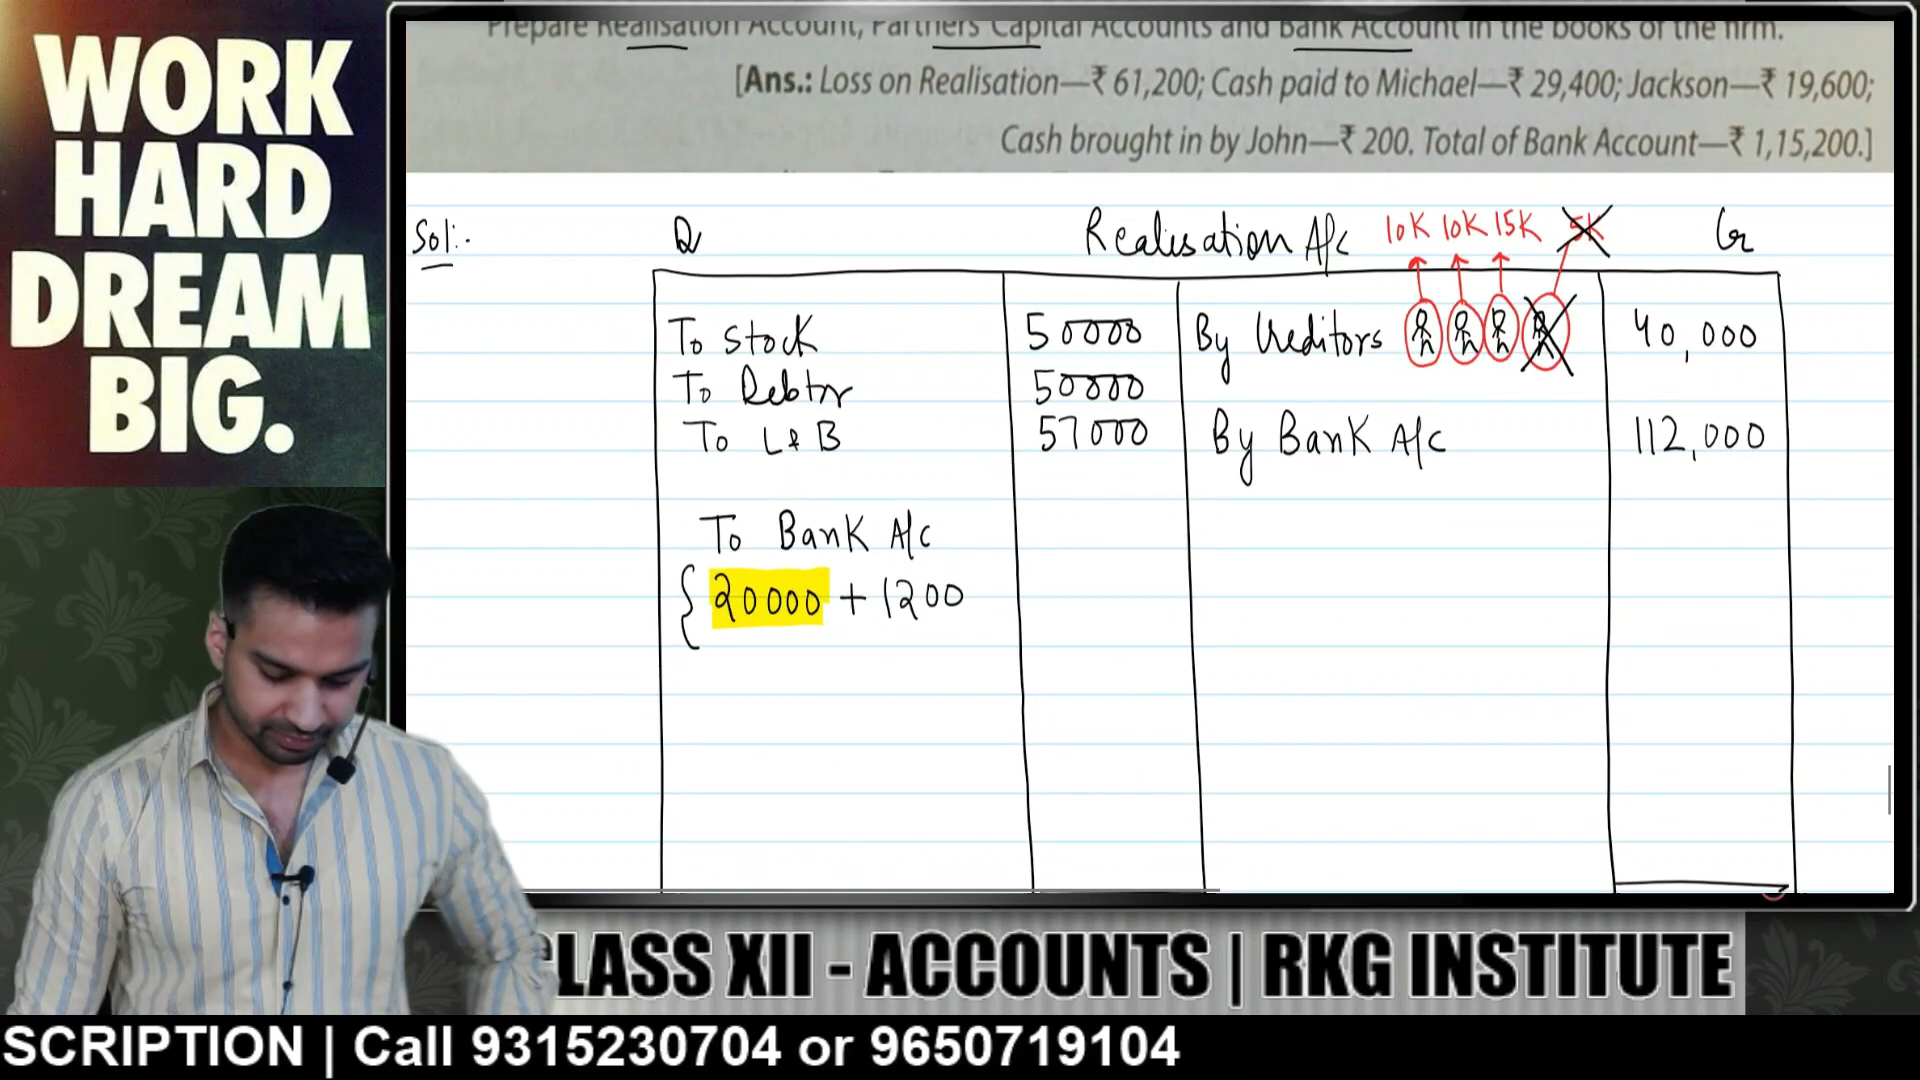 WORK
HARD
DREAM
BIG.
Prepare Realisation Account, Partners Capital Accounts and Bank Account in the books of the firm.
[Ans.: Loss on Realisation—₹ 61,200; Cash paid to Michael—₹ 29,400; Jackson—₹ 19,600;
Cash brought in by John—₹ 200. Total of Bank Account—₹ 1,15,200.]
Sol:- Dr Realisation A/c 10K 10K 15K 5K Cr
To Stock 50000 By Creditors 40,000
To Debtor 50000
To L&B 57000 By Bank A/c 112,000
To Bank A/c
{ 20000 + 1200
CLASS XII - ACCOUNTS | RKG INSTITUTE
SCRIPTION | Call 9315230704 or 9650719104